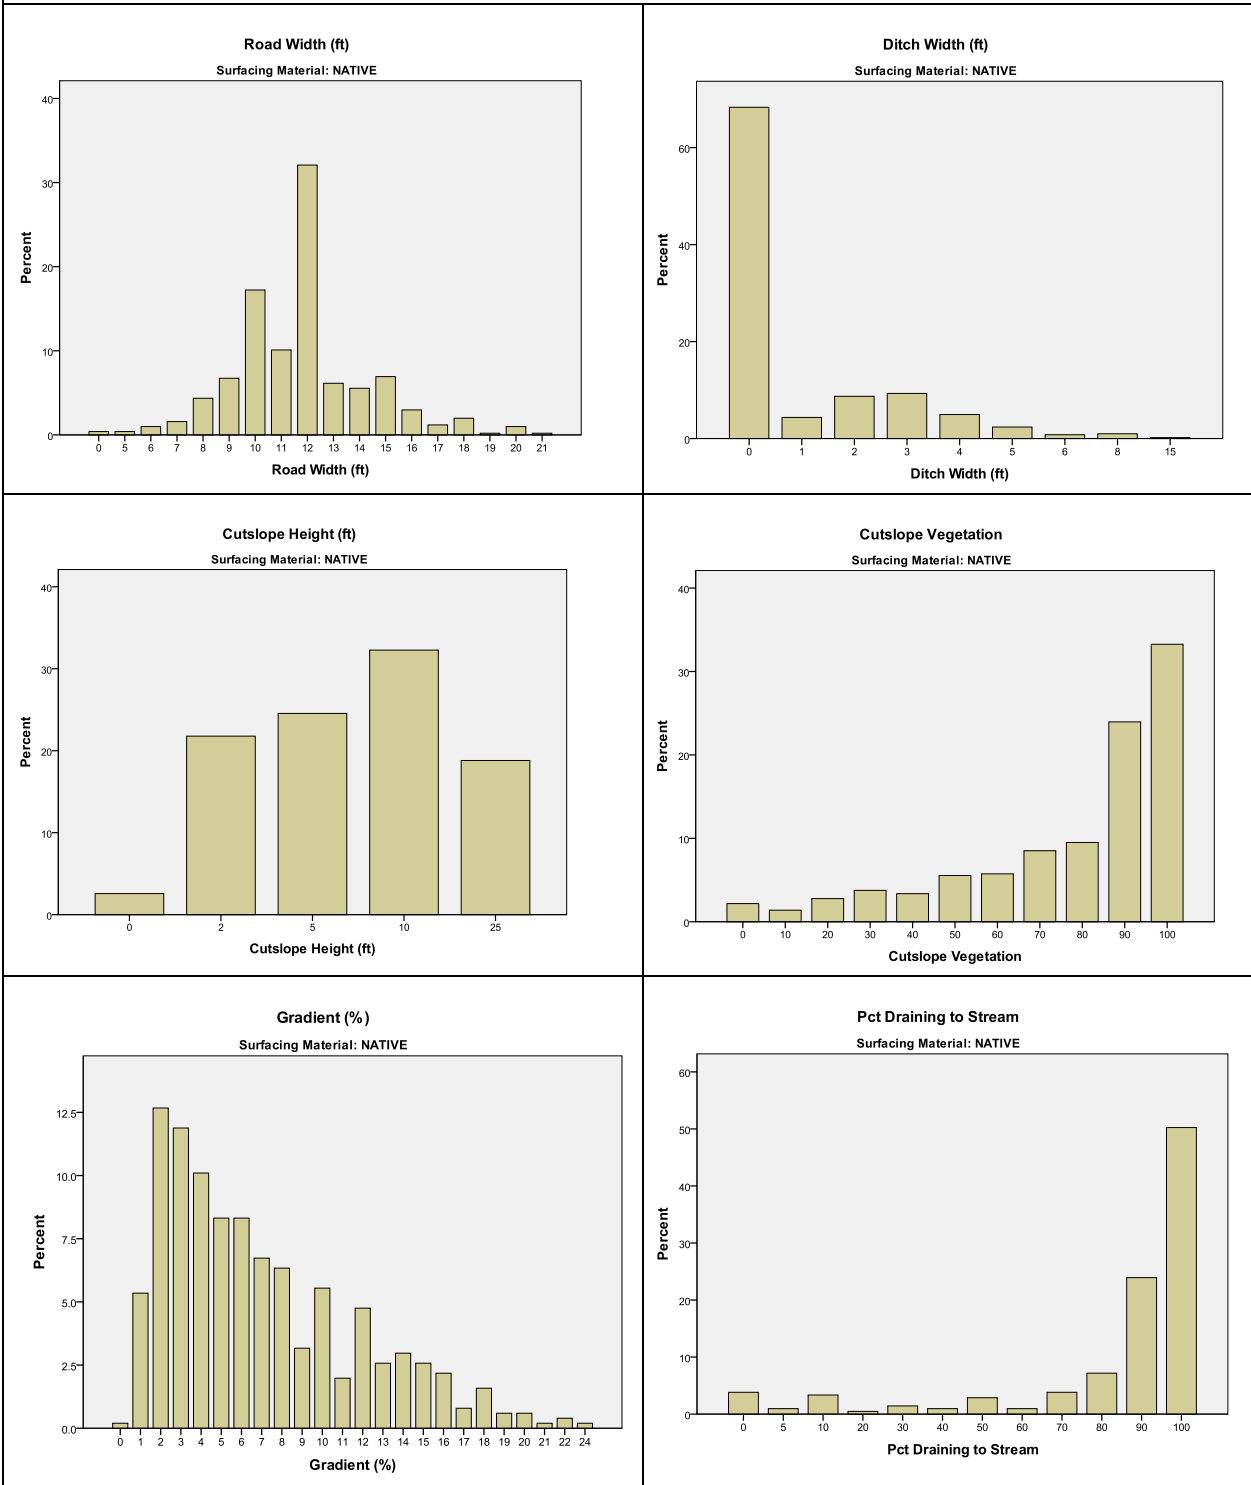 Road Width (ft)
Surfacing Material: NATIVE
40
30
20
10
0
Percent
0 5 6 7 8 9 10 11 12 13 14 15 16 17 18 19 20 21
Road Width (ft)
Ditch Width (ft)
Surfacing Material: NATIVE
60
40
20
0
Percent
0 1 2 3 4 5 6 8 15
Ditch Width (ft)
Cutslope Height (ft)
Surfacing Material: NATIVE
40
30
20
10
0
Percent
0 2 5 10 25
Cutslope Height (ft)
Cutslope Vegetation
Surfacing Material: NATIVE
40
30
20
10
0
Percent
0 10 20 30 40 50 60 70 80 90 100
Cutslope Vegetation
Gradient (%)
Surfacing Material: NATIVE
12.5
10.0
7.5
5.0
2.5
0.0
Percent
0 1 2 3 4 5 6 7 8 9 10 11 12 13 14 15 16 17 18 19 20 21 22 24
Gradient (%)
Pct Draining to Stream
Surfacing Material: NATIVE
60
50
40
30
20
10
0
Percent
0 5 10 20 30 40 50 60 70 80 90 100
Pct Draining to Stream